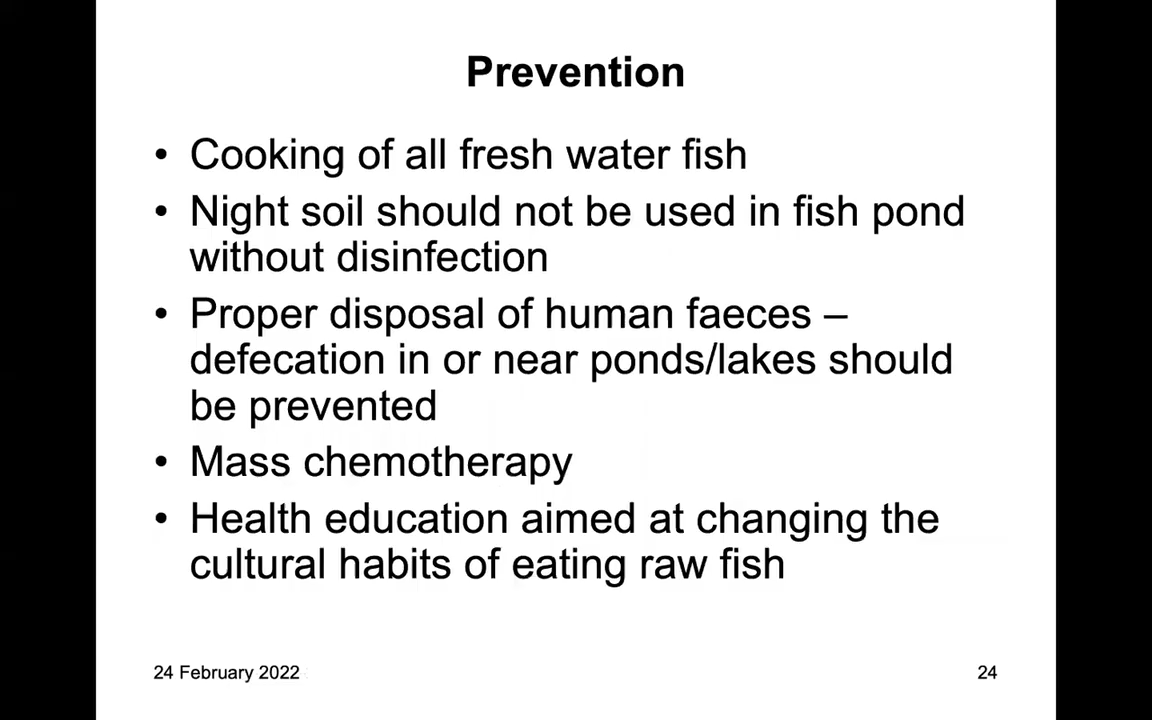 Prevention
• Cooking of all fresh water fish
• Night soil should not be used in fish pond
without disinfection
• Proper disposal of human faeces –
defecation in or near ponds/lakes should
be prevented
• Mass chemotherapy
• Health education aimed at changing the
cultural habits of eating raw fish
24 February 2022
24